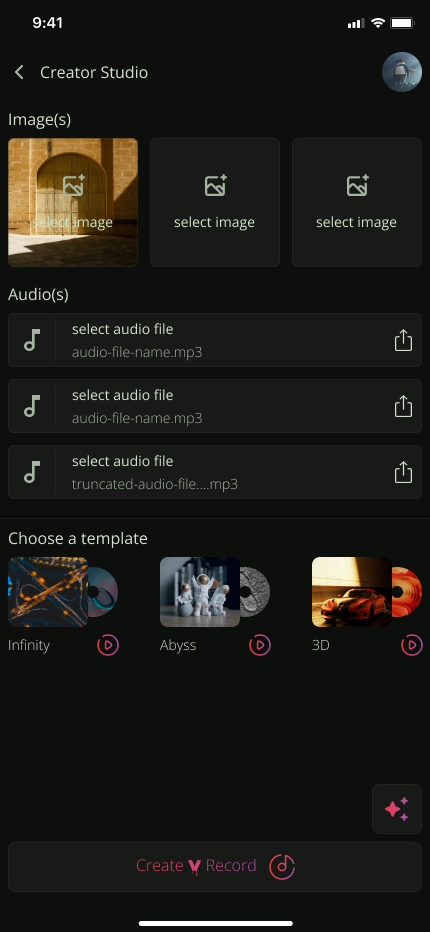 9:41
Creator Studio
Image(s)
select image
select image
select image
Audio(s)
select audio file
audio-file-name.mp3
select audio file
audio-file-name.mp3
select audio file
truncated-audio-file....mp3
Choose a template
Infinity
Abyss
3D
Create V Record